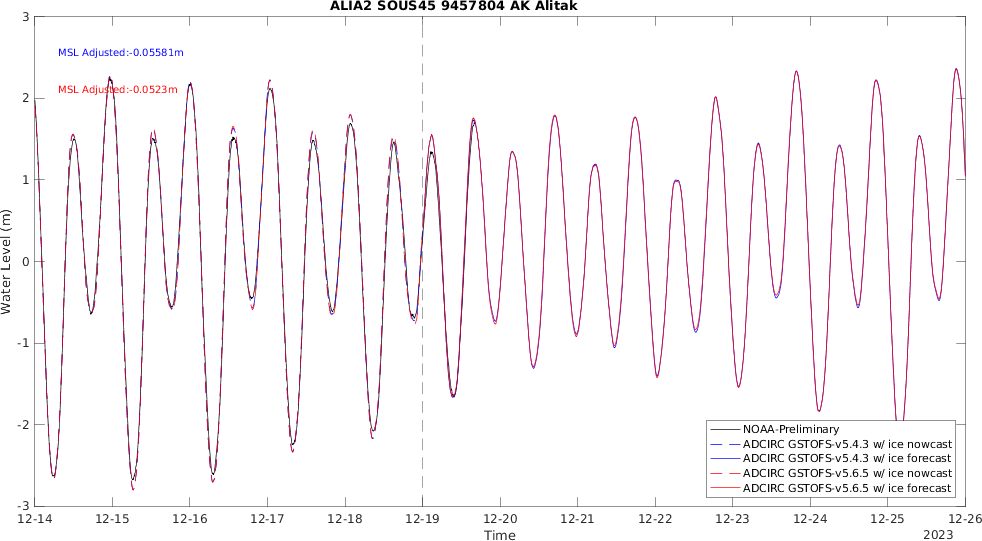 ALIA2 SOUS45 9457804 AK Alitak
MSL Adjusted:-0.05581m
MSL Adjusted:-0.0523m
Water Level (m)
3
2
1
0
-1
-2
-3
NOAA-Preliminary
ADCIRC GSTOFS-v5.4.3 w/ ice nowcast
ADCIRC GSTOFS-v5.4.3 w/ ice forecast
ADCIRC GSTOFS-v5.6.5 w/ ice nowcast
ADCIRC GSTOFS-v5.6.5 w/ ice forecast
12-14 12-15 12-16 12-17 12-18 12-19 12-20 12-21 12-22 12-23 12-24 12-25 12-26
Time
2023